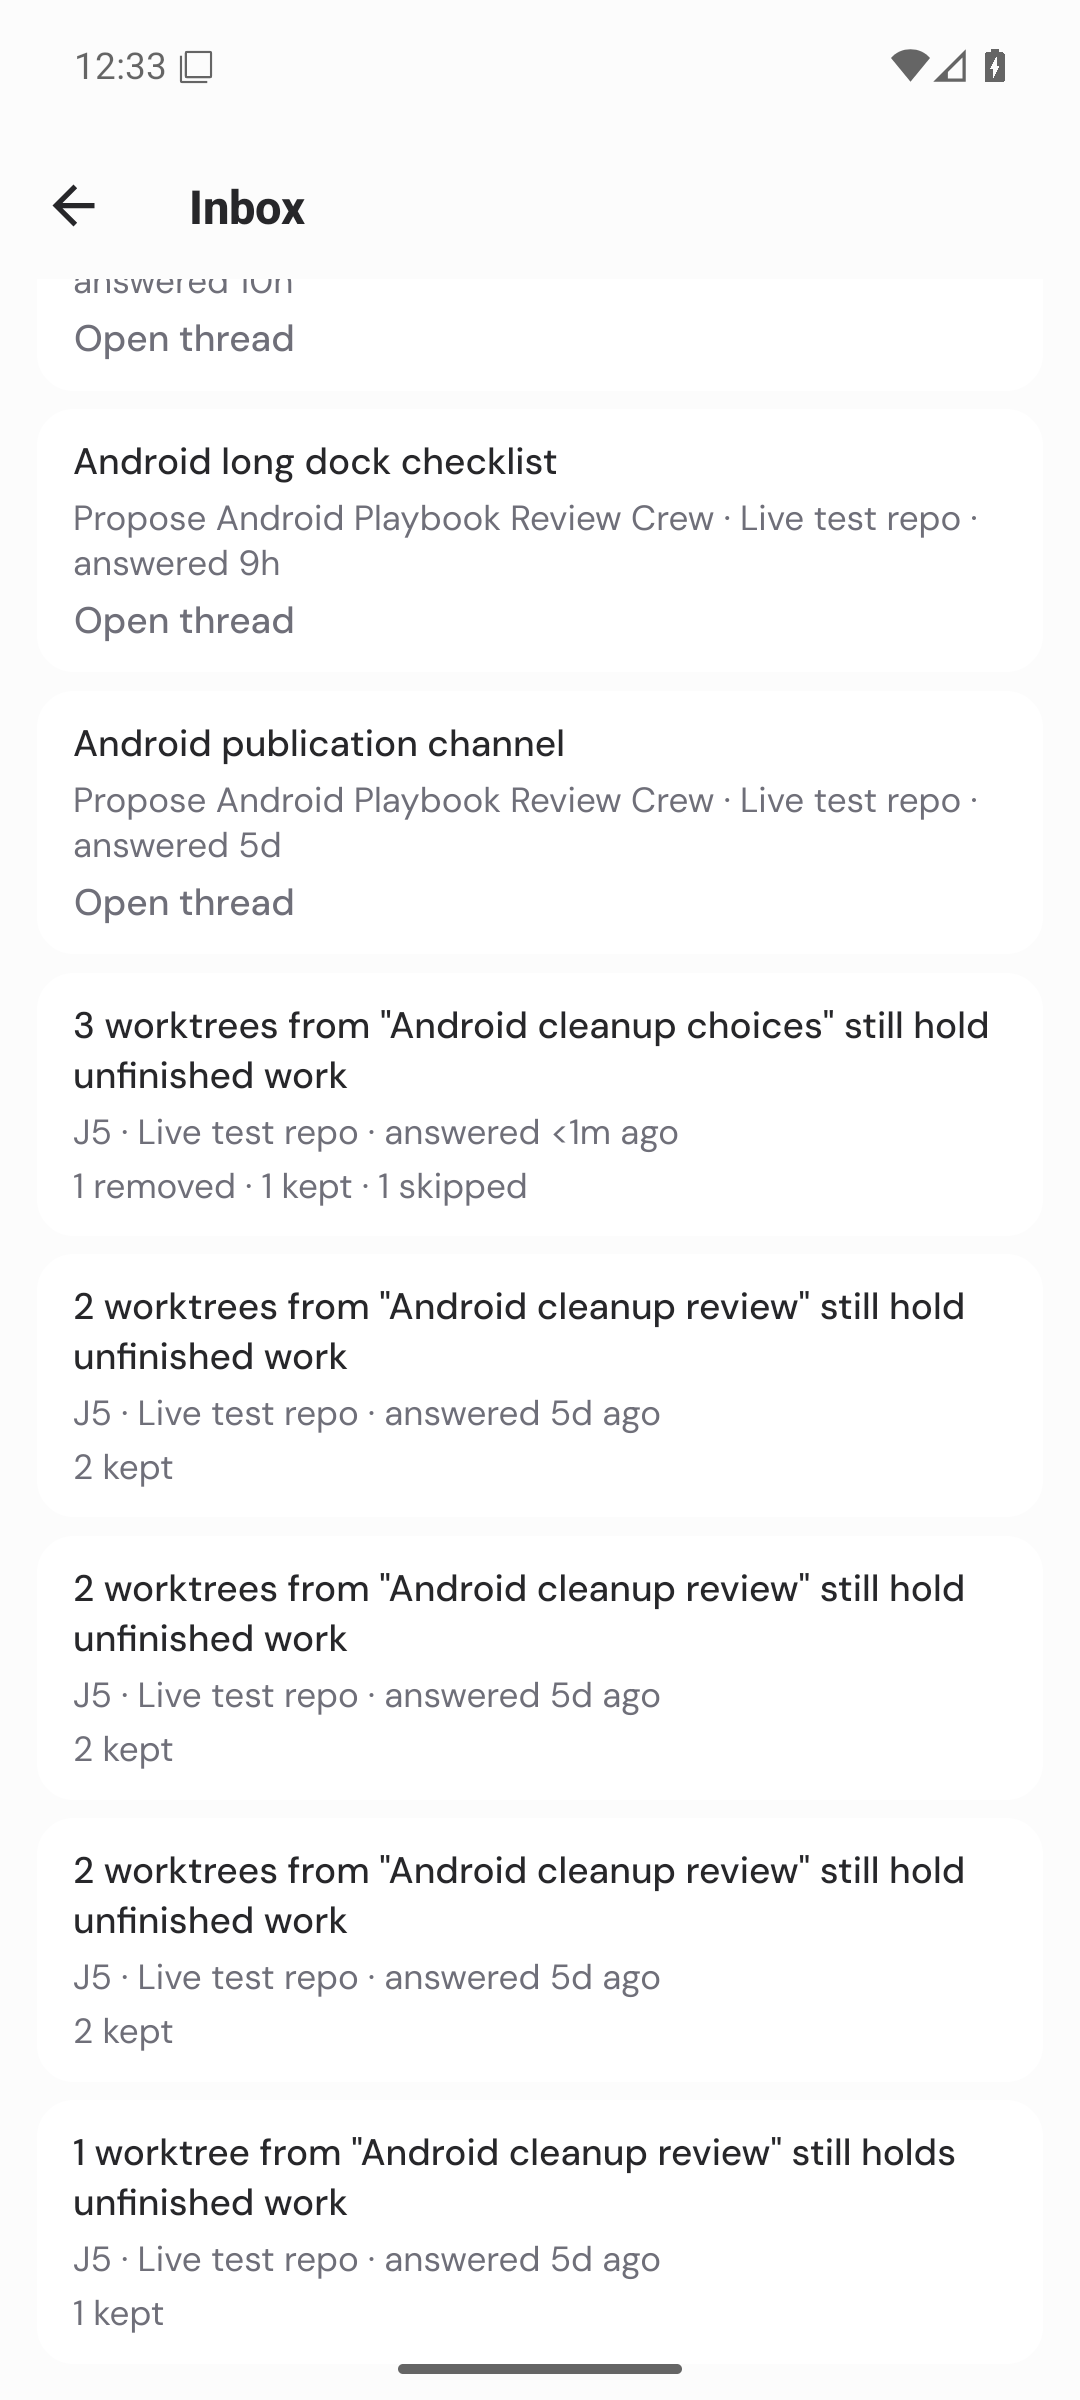 12:33
Inbox
answered 10h
Open thread
Android long dock checklist
Propose Android Playbook Review Crew · Live test repo ·
answered 9h
Open thread
Android publication channel
Propose Android Playbook Review Crew · Live test repo ·
answered 5d
Open thread
3 worktrees from "Android cleanup choices" still hold
unfinished work
J5 · Live test repo · answered <1m ago
1 removed · 1 kept · 1 skipped
2 worktrees from "Android cleanup review" still hold
unfinished work
J5 · Live test repo · answered 5d ago
2 kept
2 worktrees from "Android cleanup review" still hold
unfinished work
J5 · Live test repo · answered 5d ago
2 kept
2 worktrees from "Android cleanup review" still hold
unfinished work
J5 · Live test repo · answered 5d ago
2 kept
1 worktree from "Android cleanup review" still holds
unfinished work
J5 · Live test repo · answered 5d ago
1 kept